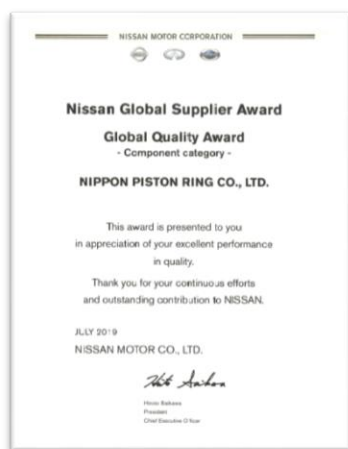 NISSAN MOTOR CORPORATION
Nissan Global Supplier Award
Global Quality Award
- Component category -
NIPPON PISTON RING CO., LTD.
This award is presented to you
in appreciation of your excellent performance
in quality.
Thank you for your continuous efforts
and outstanding contribution to NISSAN.
JULY 2019
NISSAN MOTOR CO., LTD.
President